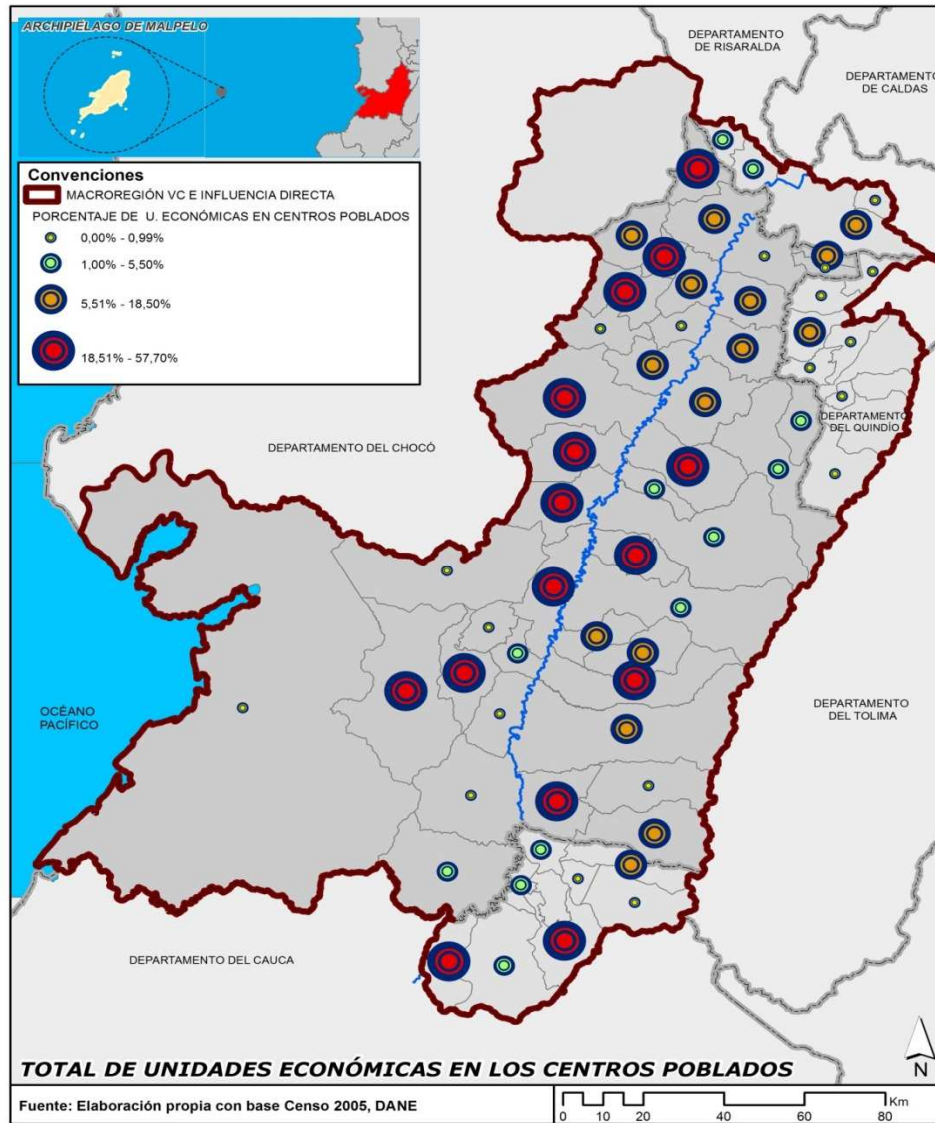 ARCHIPIÉLAGO DE MALPELO
DEPARTAMENTO
DE RISARALDA
DEPARTAMENTO
DE CALDAS
Convenciones
MACROREGIÓN VC E INFLUENCIA DIRECTA
PORCENTAJE DE U. ECONÓMICAS EN CENTROS POBLADOS
0,00% - 0,99%
1,00% - 5,50%
5,51% - 18,50%
18,51% - 57,70%
DEPARTAMENTO
DEL QUINDÍO
DEPARTAMENTO DEL CHOCÓ
OCÉANO
PACÍFICO
DEPARTAMENTO
DEL TOLIMA
DEPARTAMENTO DEL CAUCA
N
TOTAL DE UNIDADES ECONÓMICAS EN LOS CENTROS POBLADOS
Fuente: Elaboración propia con base Censo 2005, DANE
Km
0 10 20 40 60 80